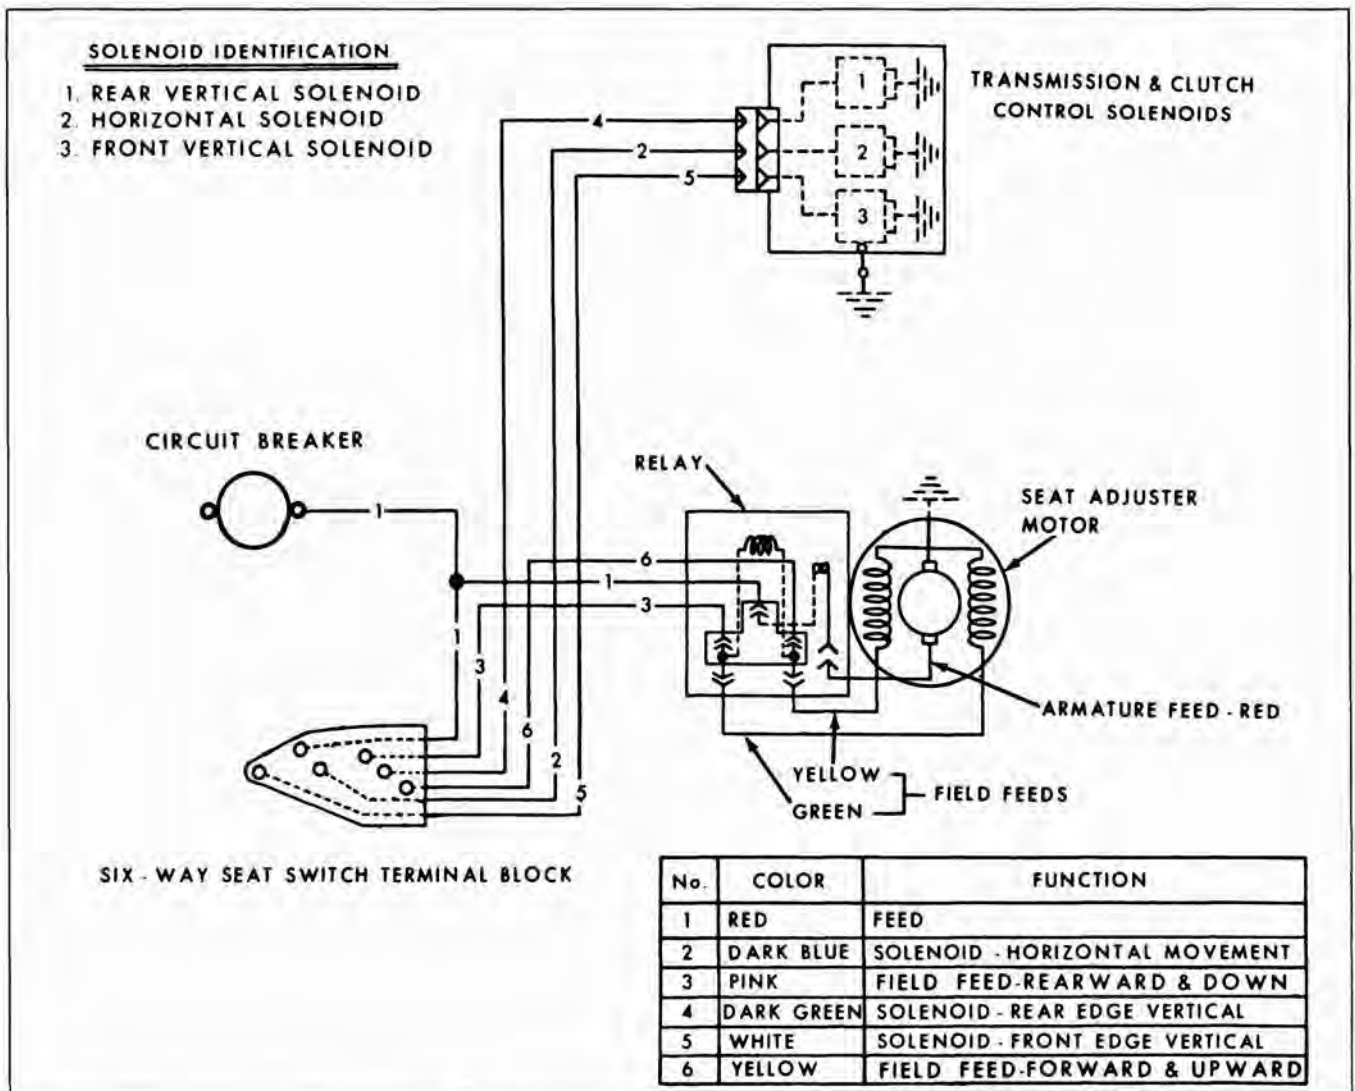 SOLENOID IDENTIFICATION
1. REAR VERTICAL SOLENOID
2. HORIZONTAL SOLENOID
3. FRONT VERTICAL SOLENOID
TRANSMISSION & CLUTCH
CONTROL SOLENOIDS
1
2
3
4
2
5
CIRCUIT BREAKER
1
RELAY
SEAT ADJUSTER
MOTOR
6
1
3
1
3
4
6
2
5
ARMATURE FEED - RED
YELLOW
GREEN
FIELD FEEDS
SIX - WAY SEAT SWITCH TERMINAL BLOCK
No. COLOR FUNCTION
1 RED FEED
2 DARK BLUE SOLENOID - HORIZONTAL MOVEMENT
3 PINK FIELD FEED-REARWARD & DOWN
4 DARK GREEN SOLENOID - REAR EDGE VERTICAL
5 WHITE SOLENOID - FRONT EDGE VERTICAL
6 YELLOW FIELD FEED-FORWARD & UPWARD